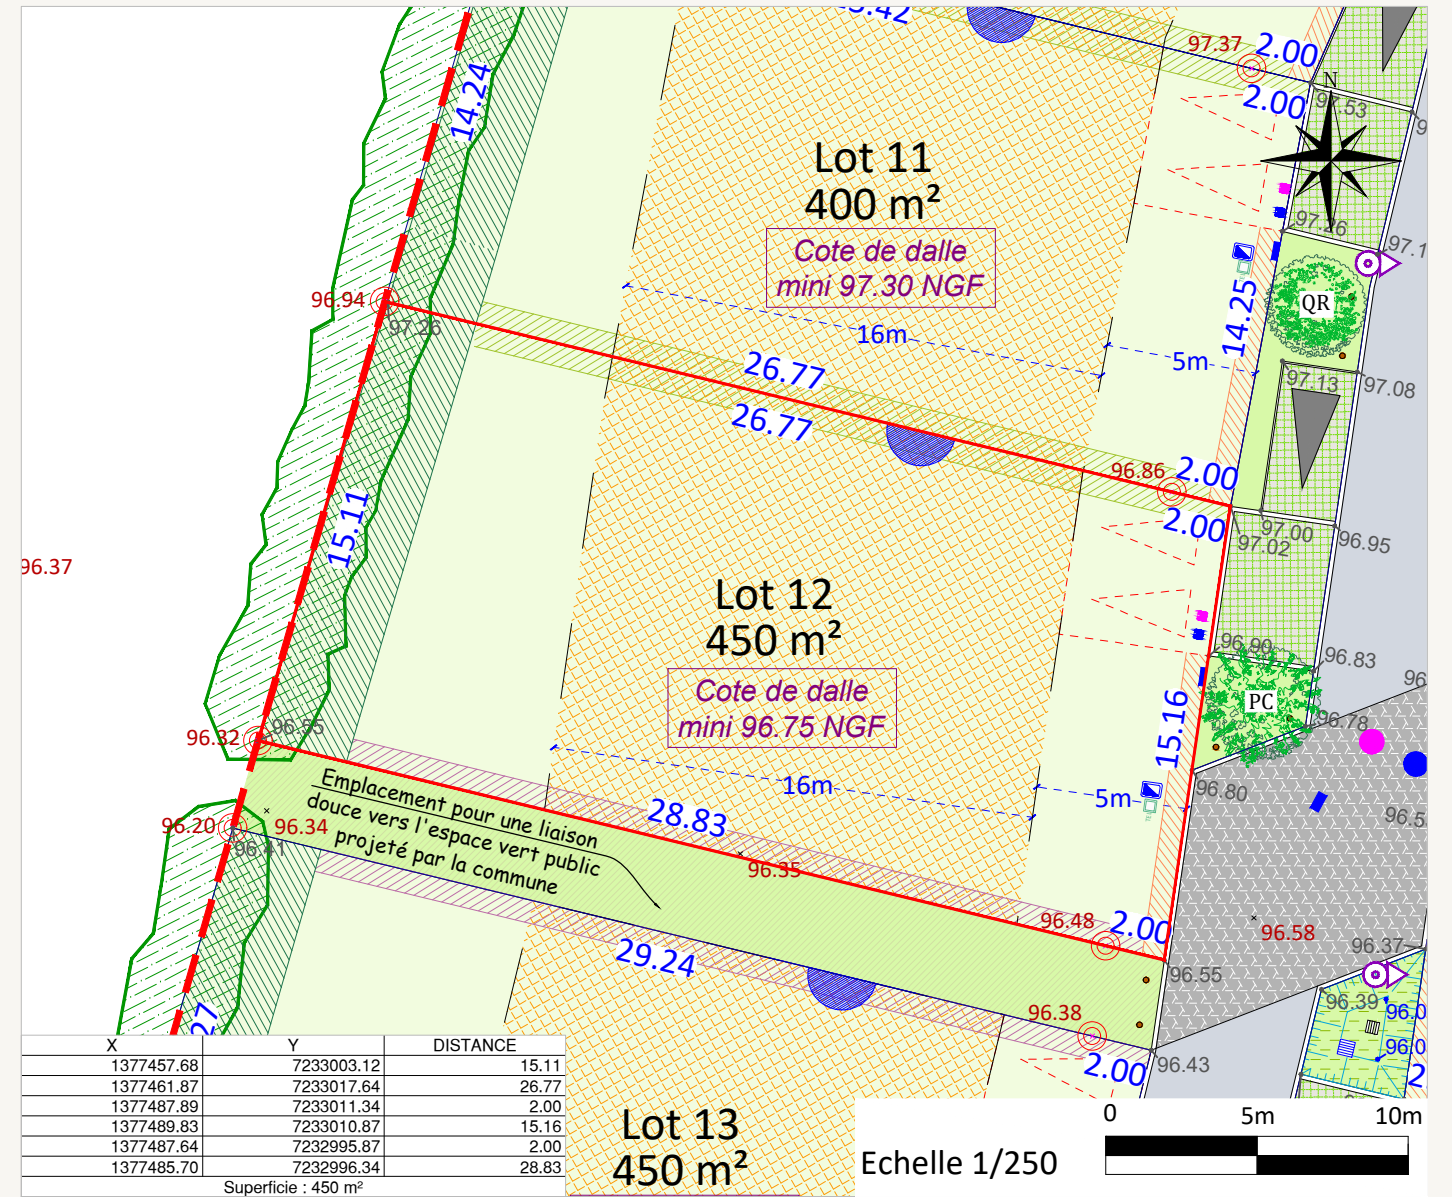 97.37
2.00
N
14.24
2.00
97.53
Lot 11
400 m²
97.26
Cote de dalle
mini 97.30 NGF
96.94
97.26
14.25
QR
16m
5m
26.77
97.13
97.08
26.77
96.86
2.00
2.00
97.00
97.02
96.95
15.11
96.37
Lot 12
450 m²
96.90
96.83
Cote de dalle
mini 96.75 NGF
PC
96.78
96.32
96.55
15.16
16m
5m
96.80
Emplacement pour une liaison
douce vers l'espace vert public
projeté par la commune
28.83
96.20
96.34
96.41
96.35
96.48
2.00
96.58
96.37
29.24
96.55
96.39
96.38
2.00
96.43
X Y DISTANCE
1377457.68 7233003.12 15.11
1377461.87 7233017.64 26.77
1377487.89 7233011.34 2.00
1377489.83 7233010.87 15.16
1377487.64 7232995.87 2.00
1377485.70 7232996.34 28.83
Superficie : 450 m²
Lot 13
450 m²
Echelle 1/250
0 5m 10m